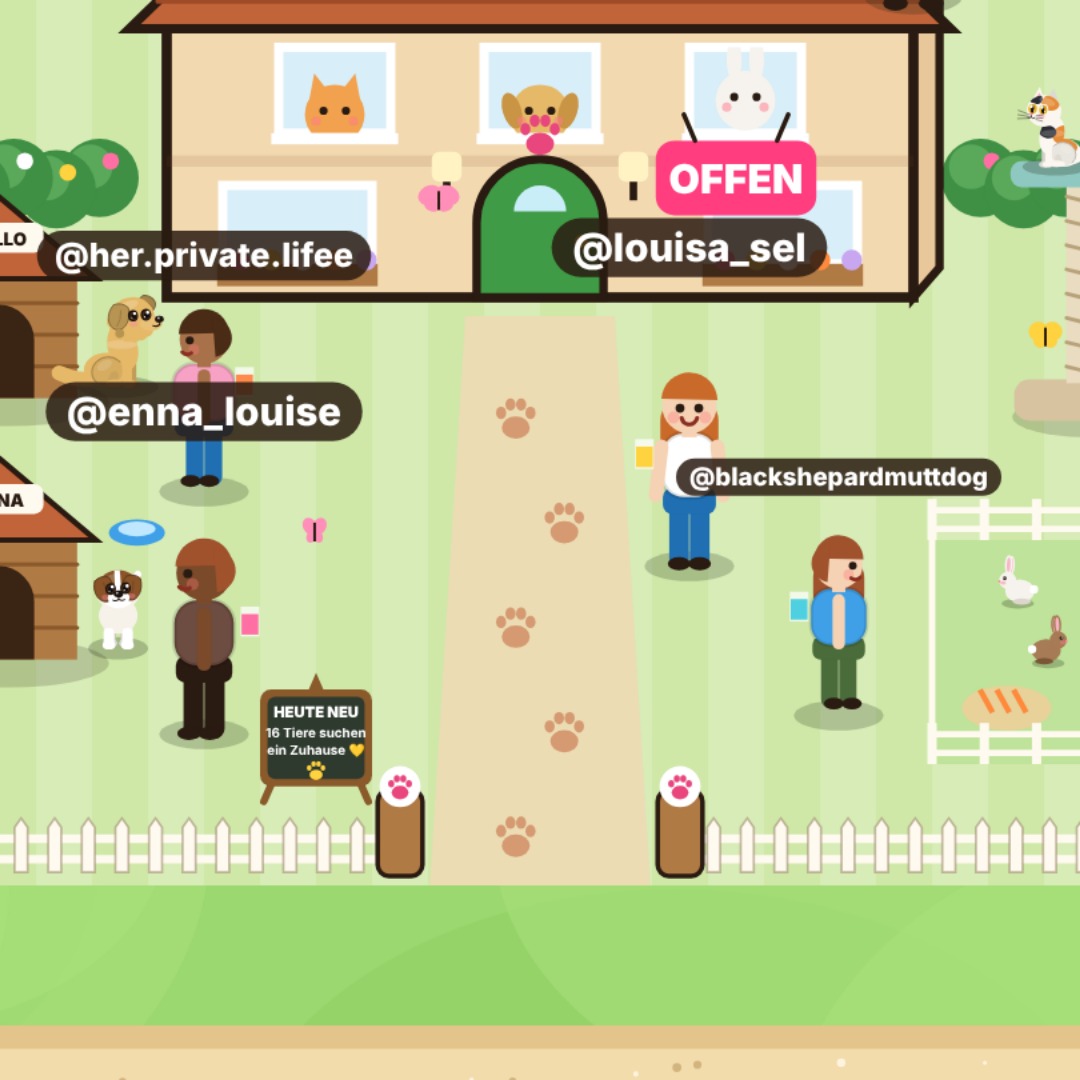 OFFEN
@her.private.lifee
@louisa_sel
@enna_louise
@blackshepardmuttdog
HEUTE NEU
16 Tiere suchen
ein Zuhause 💛